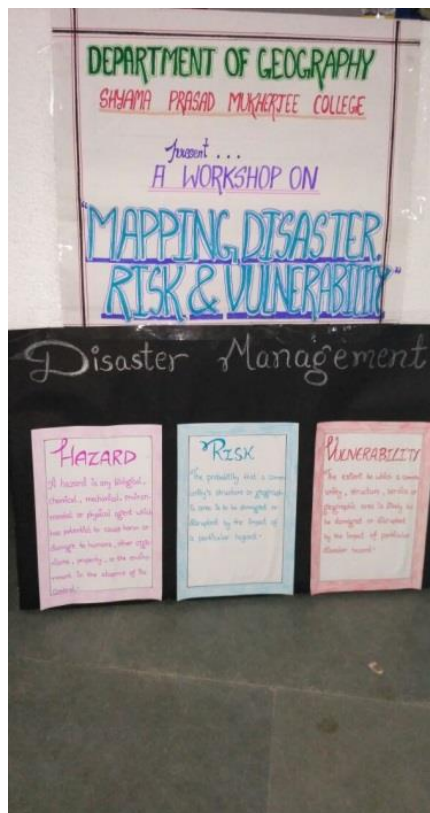 DEPARTMENT OF GEOGRAPHY
SHYAMA PRASAD MUKHERJEE COLLEGE
present ...
A WORKSHOP ON
"MAPPING, DISASTER,
RISK & VULNERABILITY"
Disaster Management
HAZARD
A hazard is any biological,
chemical, mechanical, environ-
mental or physical agent which
has potential to cause harm or
damage to humans, other orga-
nisms, property, or the enviro-
nment in the absence of its
control.
RISK
The probability that a comm-
unity's structure or geograph-
ic area is to be damaged or
disrupted by the impact of
a particular hazard.
VULNERABILITY
The extent to which a comm-
unity, structure, service or
geographic area is likely to
be damaged or disrupted
by the impact of particular
disaster hazard.